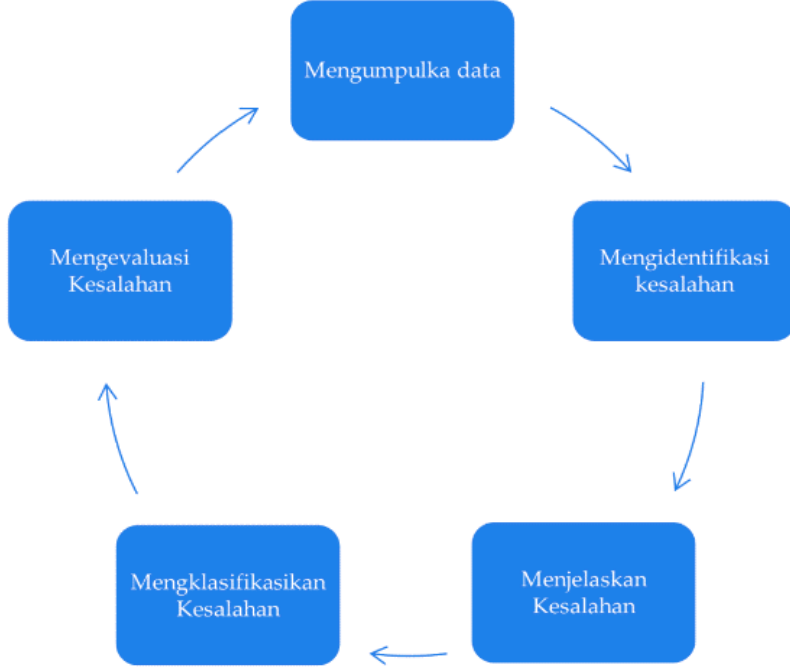 Mengumpulka data
Mengidentifikasi
kesalahan
Menjelaskan
Kesalahan
Mengklasifikasikan
Kesalahan
Mengevaluasi
Kesalahan